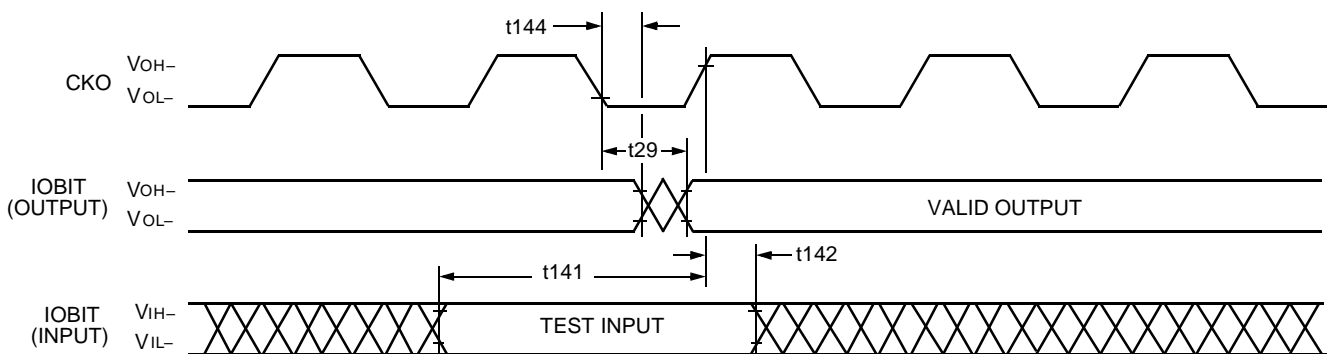 t144
VOH–
CKO
VOL–
t29
IOBIT
(OUTPUT)
VOH–
VOL–
VALID OUTPUT
t142
t141
IOBIT
(INPUT)
VIH–
VIL–
TEST INPUT